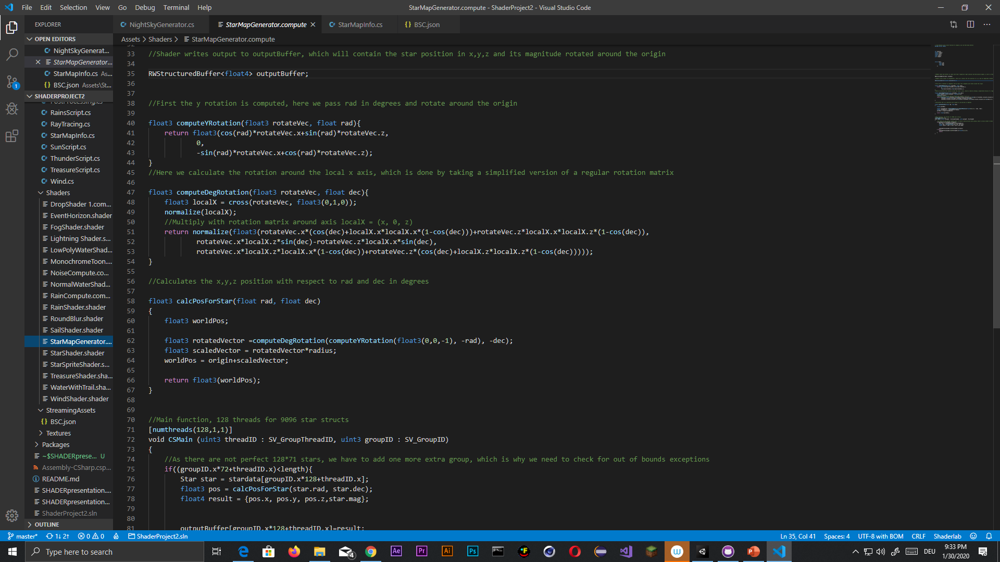 File Edit Selection View Go Debug Terminal Help
StarMapGenerator.compute - ShaderProject2 - Visual Studio Code
EXPLORER
NightSkyGenerator.cs
StarMapGenerator.compute
StarMapInfo.cs
{} BSC.json
OPEN EDITORS
NightSkyGenerat...
StarMapGenerator...
StarMapInfo.cs As...
{} BSC.json Assets\St...
SHADERPROJECT2
PostProcessing.cs
RainsScript.cs
RayTracing.cs
StarMapInfo.cs
SunScript.cs
ThunderScript.cs
TreasureScript.cs
Wind.cs
Shaders
DropShader 1.com...
EventHorizon.shader
FogShader.shader
Lightning Shader.s...
LowPolyWaterShad...
MonochromeToon....
NoiseCompute.co...
NormalWaterShad...
RainCompute.com...
RainShader.shader
RoundBlur.shader
SailShader.shader
StarMapGenerator....
StarShader.shader
StarSpriteShader.s...
TreasureShader.sha...
WaterWithTrail.sha...
WindShader.shader
StreamingAssets
{} BSC.json
Textures
Packages
~$SHADERprese... U
Assembly-CSharp.csp...
README.md
SHADERpresentation....
SHADERpresentation...
ShaderProject2.sln
OUTLINE
Assets > Shaders > StarMapGenerator.compute
32
33 //Shader writes output to outputBuffer, which will contain the star position in x,y,z and its magnitude rotated around the origin
34
35 RWStructuredBuffer<float4> outputBuffer;
36
37
38 //First the y rotation is computed, here we pass rad in degrees and rotate around the origin
39
40 float3 computeYRotation(float3 rotateVec, float rad){
41 return float3(cos(rad)*rotateVec.x+sin(rad)*rotateVec.z,
42 0,
43 -sin(rad)*rotateVec.x+cos(rad)*rotateVec.z);
44 }
45 //Here we calculate the rotation around the local x axis, which is done by taking a simplified version of a regular rotation matrix
46
47 float3 computeDegRotation(float3 rotateVec, float dec){
48 float3 localX = cross(rotateVec, float3(0,1,0));
49 normalize(localX);
50 //Multiply with rotation matrix around axis localX = (x, 0, z)
51 return normalize(float3(rotateVec.x*(cos(dec)+localX.x*localX.x*(1-cos(dec)))+rotateVec.z*localX.x*localX.z*(1-cos(dec)),
52 rotateVec.x*localX.z*sin(dec)-rotateVec.z*localX.x*sin(dec),
53 rotateVec.x*localX.z*localX.x*(1-cos(dec))+rotateVec.z*(cos(dec)+localX.z*localX.z*(1-cos(dec)))));
54 }
55
56 //Calculates the x,y,z position with respect to rad and dec in degrees
57
58 float3 calcPosForStar(float rad, float dec)
59 {
60 float3 worldPos;
61
62 float3 rotatedVector =computeDegRotation(computeYRotation(float3(0,0,-1), -rad), -dec);
63 float3 scaledVector = rotatedVector*radius;
64 worldPos = origin+scaledVector;
65
66 return float3(worldPos);
67 }
68
69
70 //Main function, 128 threads for 9096 star structs
71 [numthreads(128,1,1)]
72 void CSMain (uint3 threadID : SV_GroupThreadID, uint3 groupID : SV_GroupID)
73 {
74 //As there are not perfect 128*71 stars, we have to add one more extra group, which is why we need to check for out of bounds exceptions
75 if((groupID.x*72+threadID.x)<length){
76 Star star = stardata[groupID.x*128+threadID.x];
77 float3 pos = calcPosForStar(star.rad, star.dec);
78 float4 result = {pos.x, pos.y, pos.z,star.mag};
79
80
81 outputBuffer[groupID.x*128+threadID.x]=result;
master* 1↓ 2↑ 0 0 ShaderProject2.sln
Ln 35, Col 41 Spaces: 4 UTF-8 with BOM CRLF Shaderlab
Type here to search
4
DEU
9:33 PM
1/30/2020